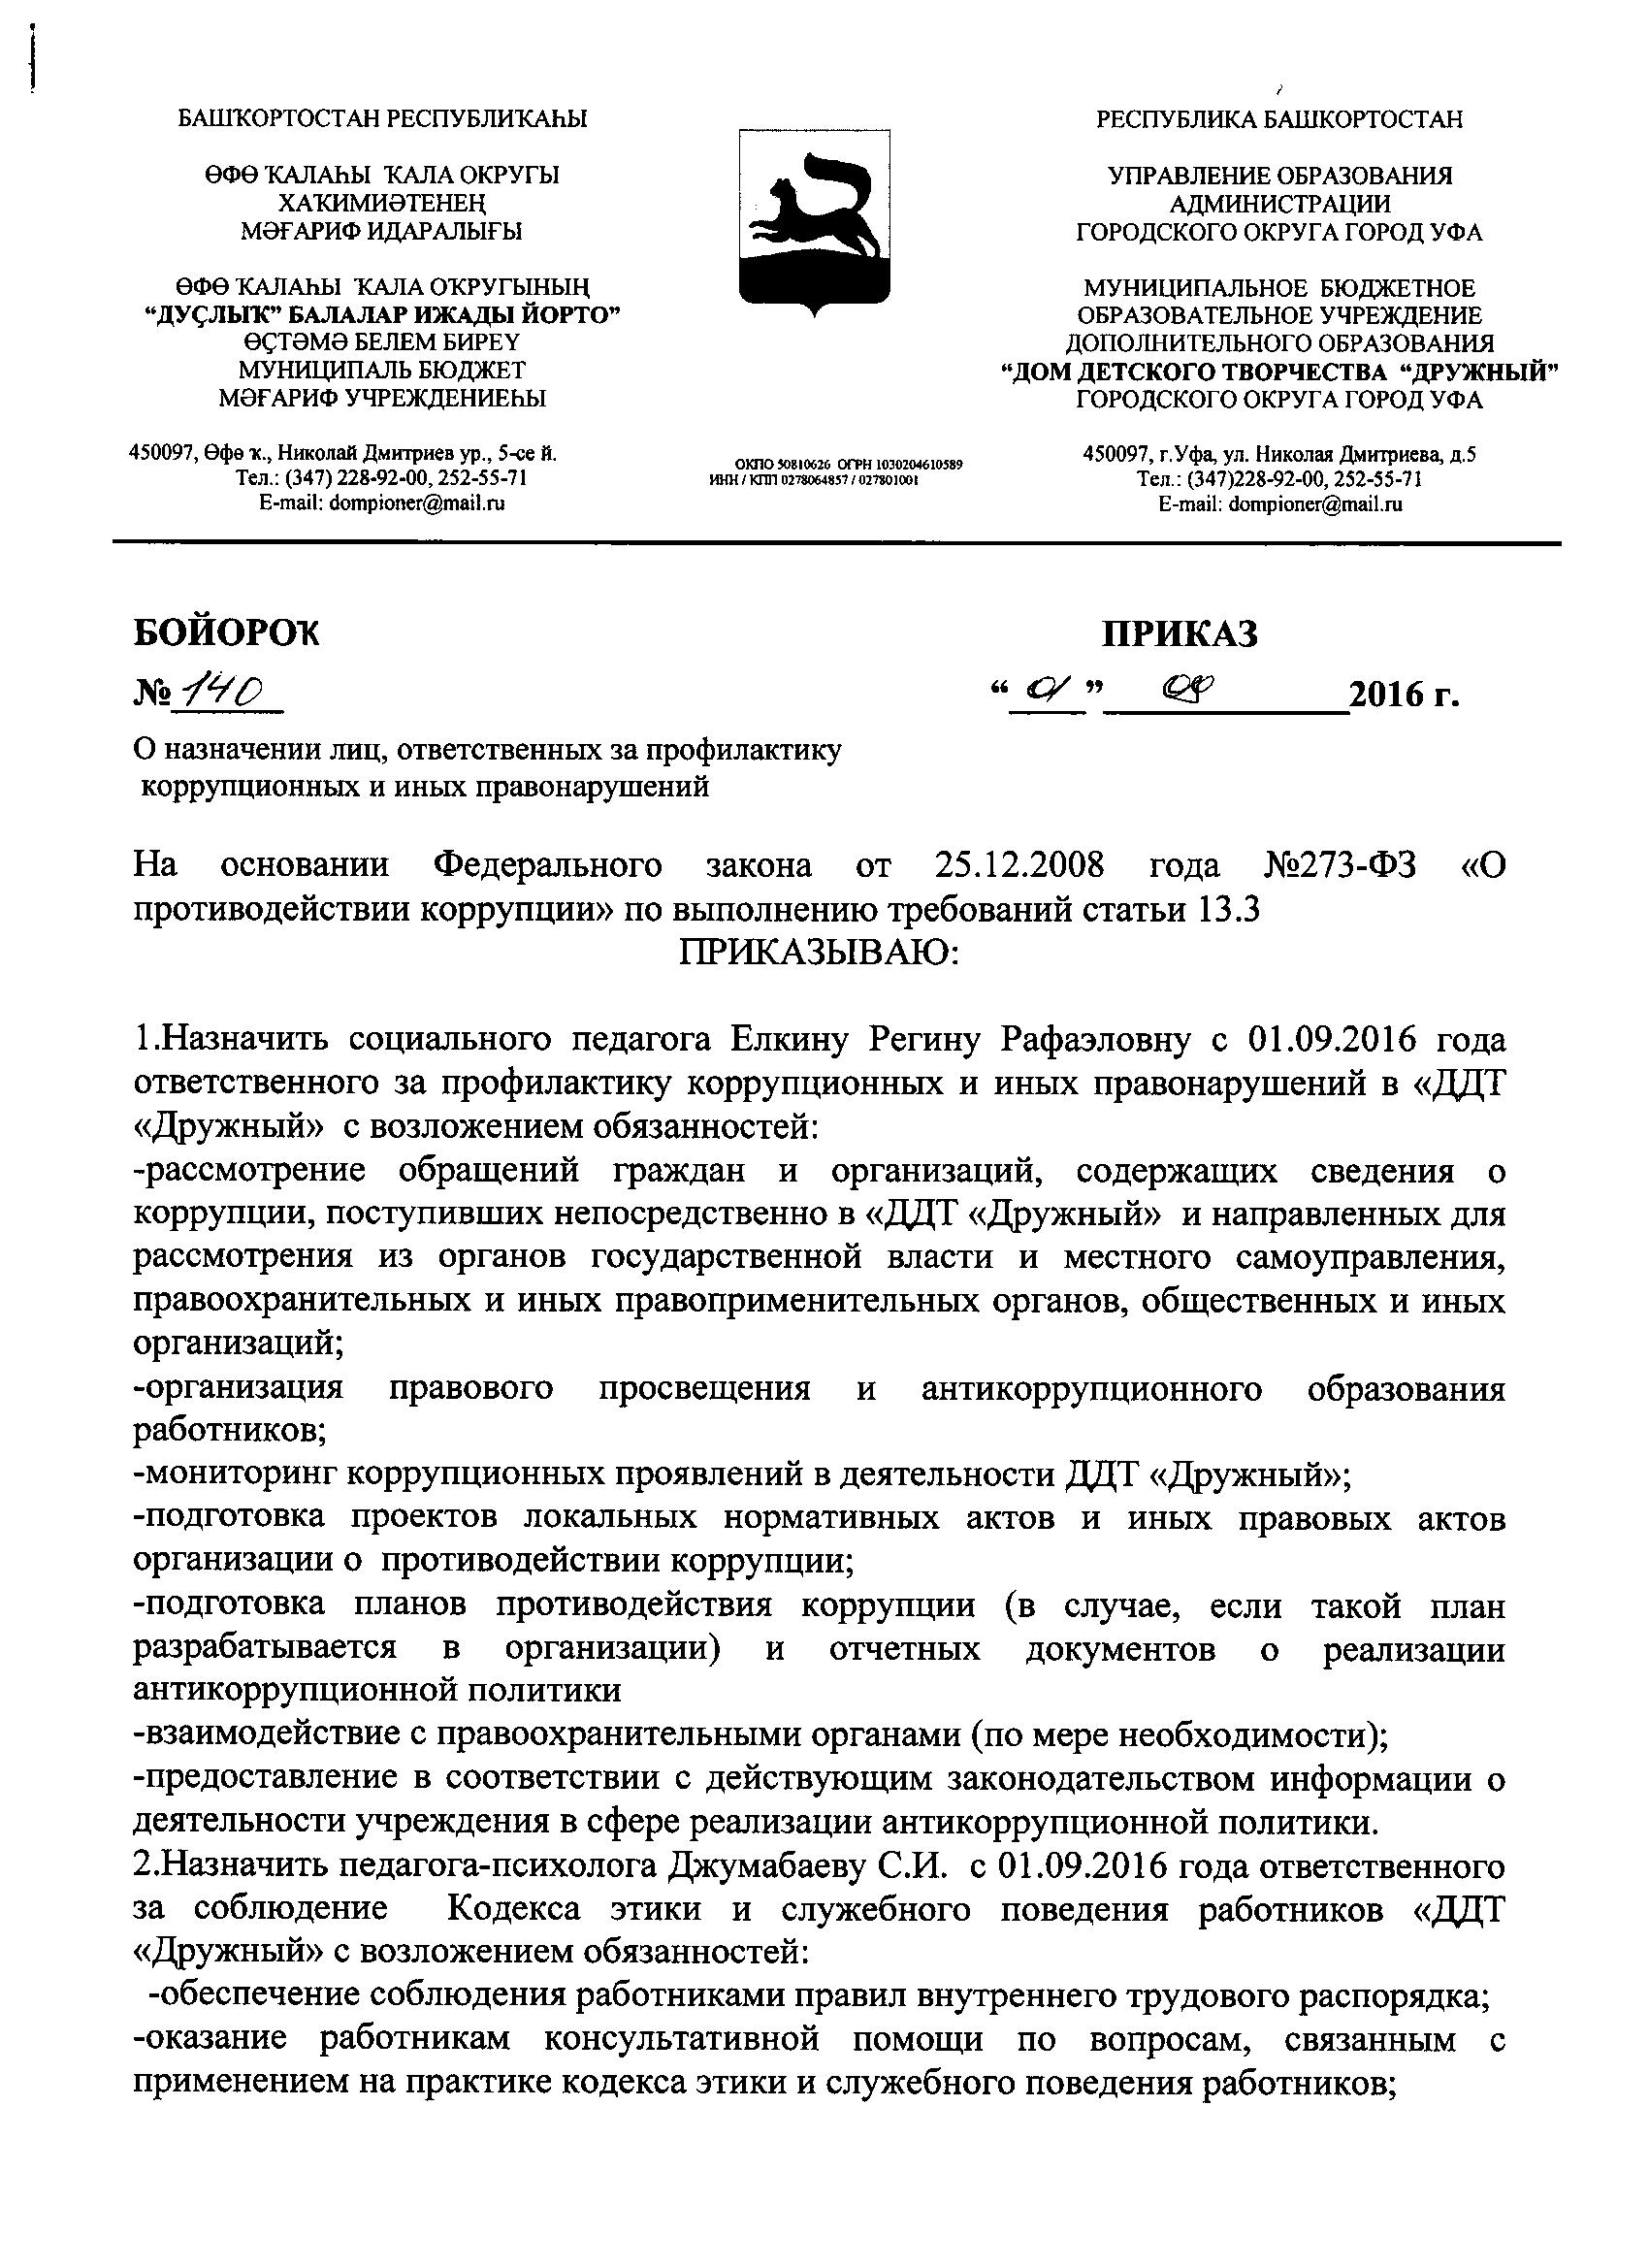 БАШҠОРТОСТАН РЕСПУБЛИКАҺЫ
ӨФӨ ҠАЛАҺЫ ҠАЛА ОКРУГЫ
ХАҠИМИӘТЕНЕҢ
МӘҒАРИФ ИДАРАЛЫҒЫ
ӨФӨ ҠАЛАҺЫ ҠАЛА ОҠРУГЫНЫҢ
“ДУҪЛЫҠ” БАЛАЛАР ИЖАДЫ ЙОРТО”
ӨҪТӘМӘ БЕЛЕМ БИРЕҮ
МУНИЦИПАЛЬ БЮДЖЕТ
МӘҒАРИФ УЧРЕЖДЕНИЕҺЫ
450097, Өфө ҡ., Николай Дмитриев ур., 5-се й.
Тел.: (347) 228-92-00, 252-55-71
E-mail: dompioner@mail.ru
ОКПО 50810626 ОГРН 1030204610589
ИНН / КПП 0278064857 / 027801001
РЕСПУБЛИКА БАШКОРТОСТАН
УПРАВЛЕНИЕ ОБРАЗОВАНИЯ
АДМИНИСТРАЦИИ
ГОРОДСКОГО ОКРУГА ГОРОД УФА
МУНИЦИПАЛЬНОЕ БЮДЖЕТНОЕ
ОБРАЗОВАТЕЛЬНОЕ УЧРЕЖДЕНИЕ
ДОПОЛНИТЕЛЬНОГО ОБРАЗОВАНИЯ
“ДОМ ДЕТСКОГО ТВОРЧЕСТВА “ДРУЖНЫЙ”
ГОРОДСКОГО ОКРУГА ГОРОД УФА
450097, г.Уфа, ул. Николая Дмитриева, д.5
Тел.: (347)228-92-00, 252-55-71
E-mail: dompioner@mail.ru
БОЙОРОҠ ПРИКАЗ
№ 140 “ 01 ” 09 2016 г.
О назначении лиц, ответственных за профилактику
коррупционных и иных правонарушений
На основании Федерального закона от 25.12.2008 года №273-ФЗ «О
противодействии коррупции» по выполнению требований статьи 13.3
ПРИКАЗЫВАЮ:
1.Назначить социального педагога Елкину Регину Рафаэловну с 01.09.2016 года
ответственного за профилактику коррупционных и иных правонарушений в «ДДТ
«Дружный» с возложением обязанностей:
-рассмотрение обращений граждан и организаций, содержащих сведения о
коррупции, поступивших непосредственно в «ДДТ «Дружный» и направленных для
рассмотрения из органов государственной власти и местного самоуправления,
правоохранительных и иных правоприменительных органов, общественных и иных
организаций;
-организация правового просвещения и антикоррупционного образования
работников;
-мониторинг коррупционных проявлений в деятельности ДДТ «Дружный»;
-подготовка проектов локальных нормативных актов и иных правовых актов
организации о противодействии коррупции;
-подготовка планов противодействия коррупции (в случае, если такой план
разрабатывается в организации) и отчетных документов о реализации
антикоррупционной политики
-взаимодействие с правоохранительными органами (по мере необходимости);
-предоставление в соответствии с действующим законодательством информации о
деятельности учреждения в сфере реализации антикоррупционной политики.
2.Назначить педагога-психолога Джумабаеву С.И. с 01.09.2016 года ответственного
за соблюдение Кодекса этики и служебного поведения работников «ДДТ
«Дружный» с возложением обязанностей:
-обеспечение соблюдения работниками правил внутреннего трудового распорядка;
-оказание работникам консультативной помощи по вопросам, связанным с
применением на практике кодекса этики и служебного поведения работников;